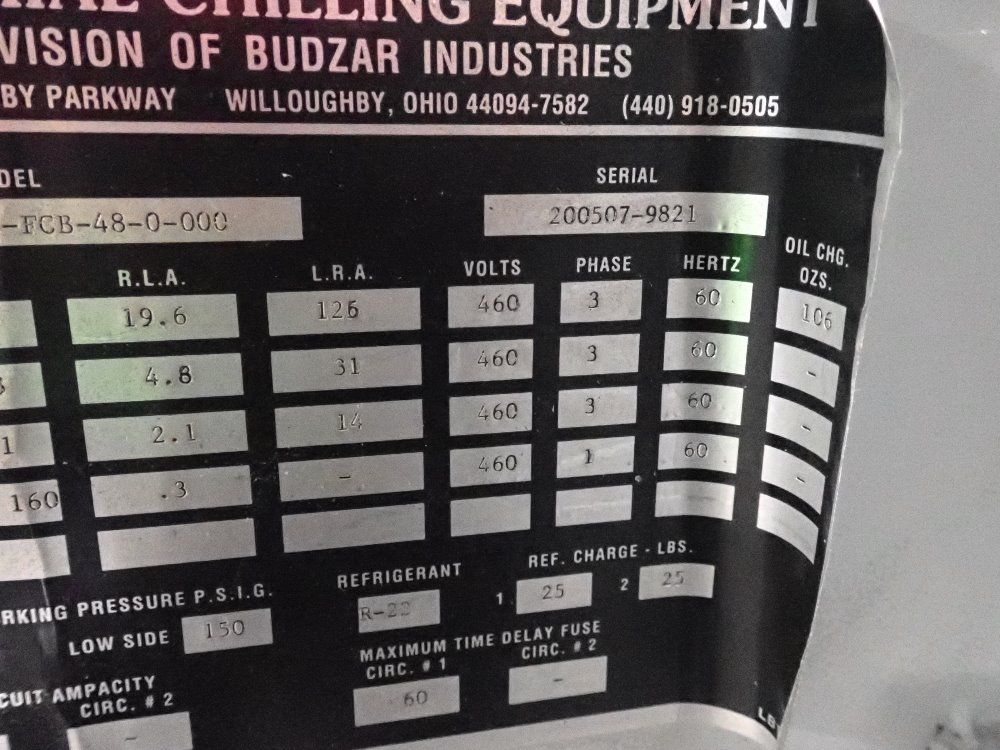 CHILLING EQUIPMENT
VISION OF BUDZAR INDUSTRIES
BY PARKWAY WILLOUGHBY, OHIO 44094-7582 (440) 918-0505
DEL SERIAL
-FCB-48-0-000 200507-9821
R.L.A. L.R.A. VOLTS PHASE HERTZ OIL CHG. OZS.
19.6 126 460 3 60 106
4.8 31 460 3 60 -
1 2.1 14 460 3 60 -
160 .3 - 460 1 60 -
RKING PRESSURE P.S.I.G. REFRIGERANT REF. CHARGE - LBS.
LOW SIDE 150 R-22 1 25 2 25
MAXIMUM TIME DELAY FUSE
CUIT AMPACITY CIRC. # 1 CIRC. # 2
CIRC. # 2 60 -
-